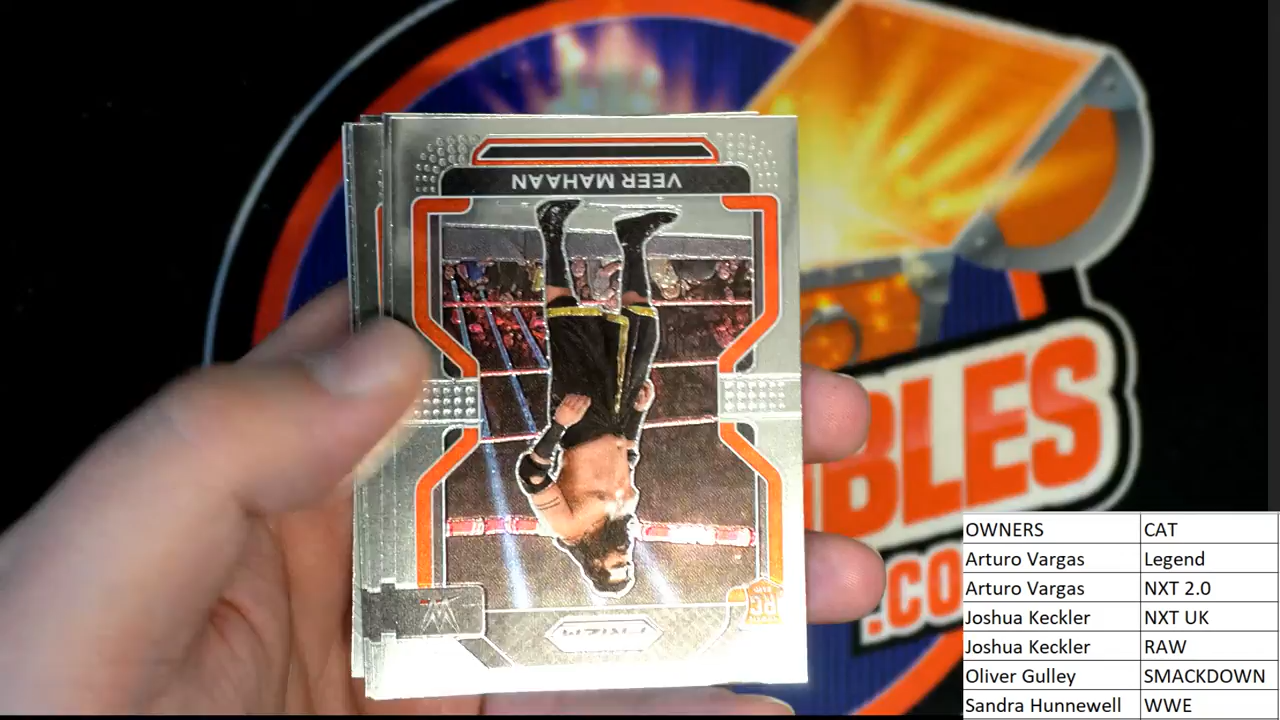 VEER MAHAAN
RC
PRIZM
W
BLES
.CO
OWNERS CAT
Arturo Vargas Legend
Arturo Vargas NXT 2.0
Joshua Keckler NXT UK
Joshua Keckler RAW
Oliver Gulley SMACKDOWN
Sandra Hunnewell WWE